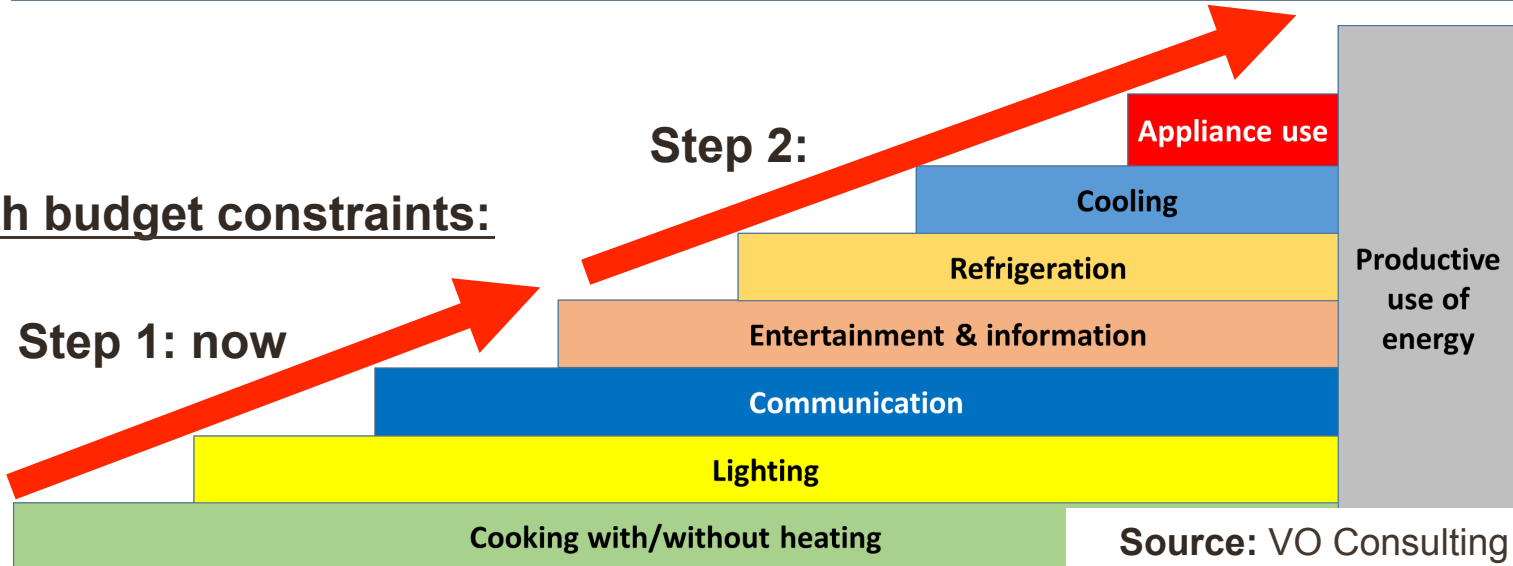 Step 2:
Appliance use
Cooling
budget constraints:
Refrigeration
Productive
use of
energy
Step 1: now
Entertainment & information
Communication
Lighting
Cooking with/without heating
Source: VO Consulting